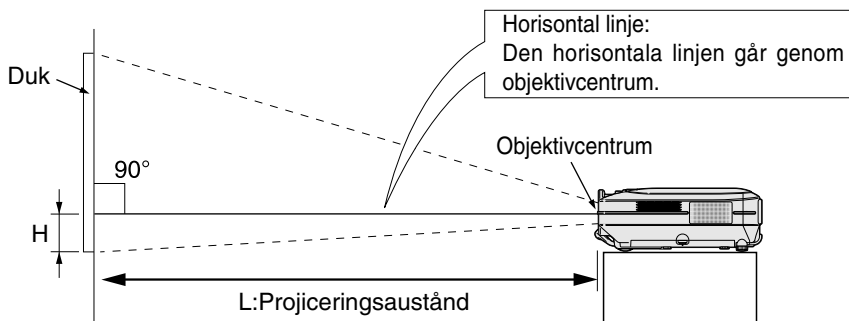 Horisontal linje:
Den horisontala linjen går genom
objektivcentrum.
Duk
Objektivcentrum
90°
H
L:Projiceringsaustånd